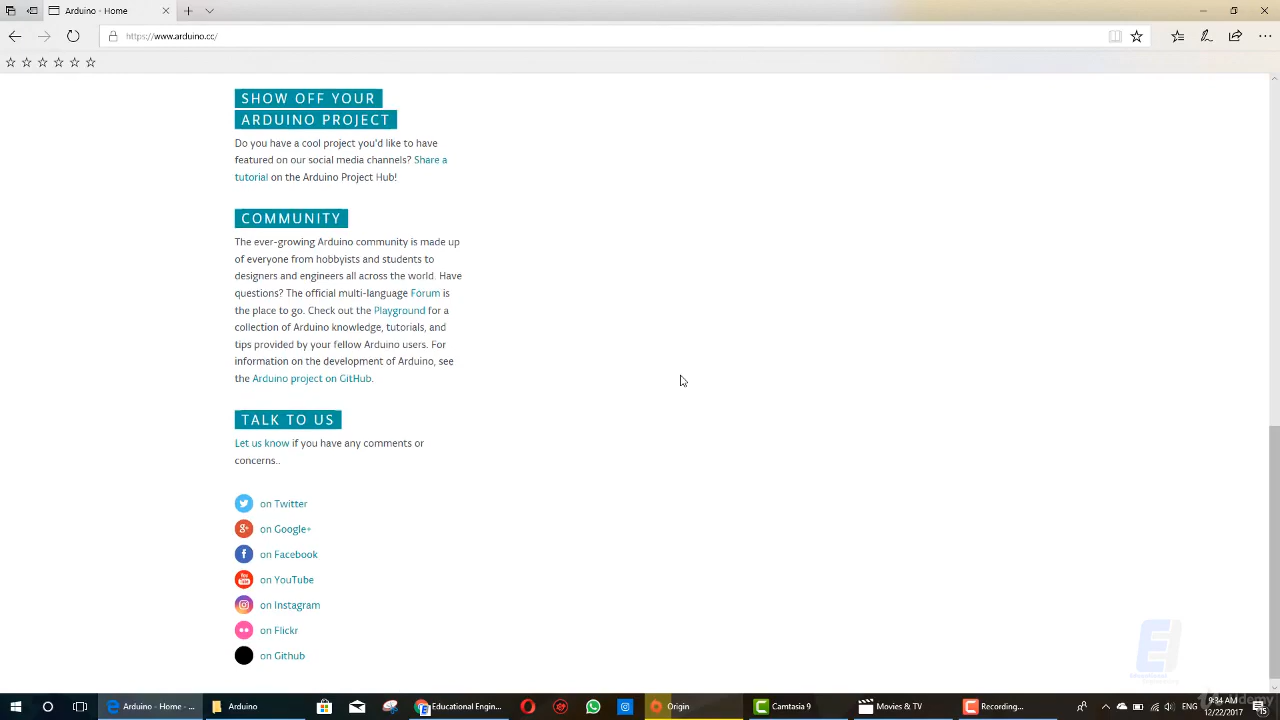 Arduino - Home
https://www.arduino.cc/
SHOW OFF YOUR
ARDUINO PROJECT
Do you have a cool project you'd like to have
featured on our social media channels? Share a
tutorial on the Arduino Project Hub!
COMMUNITY
The ever-growing Arduino community is made up
of everyone from hobbyists and students to
designers and engineers all across the world. Have
questions? The official multi-language Forum is
the place to go. Check out the Playground for a
collection of Arduino knowledge, tutorials, and
tips provided by your fellow Arduino users. For
information on the development of Arduino, see
the Arduino project on GitHub.
TALK TO US
Let us know if you have any comments or
concerns..
on Twitter
on Google+
on Facebook
on YouTube
on Instagram
on Flickr
on Github
Arduino - Home - ...
Arduino
Educational Engin...
Origin
Camtasia 9
Movies & TV
Recording...
ENG
9:34 AM
12/22/2017